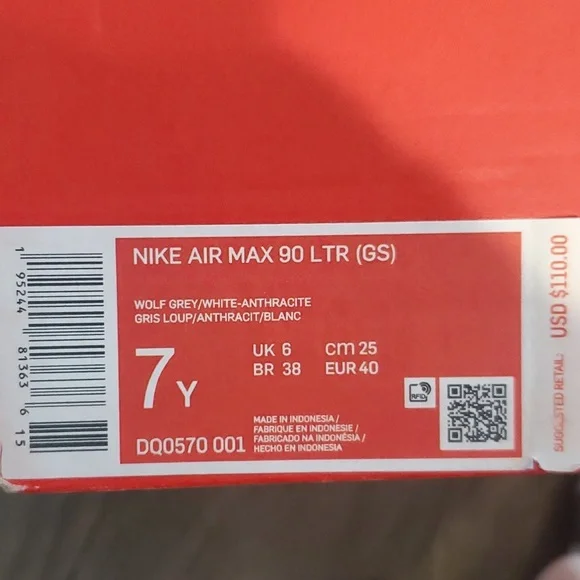 NIKE AIR MAX 90 LTR (GS)
WOLF GREY/WHITE-ANTHRACITE
GRIS LOUP/ANTHRACIT/BLANC
7Y
UK 6
cm 25
BR 38
EUR 40
RFID
DQ0570 001
MADE IN INDONESIA /
FABRIQUE EN INDONESIE /
FABRICADO NA INDONÉSIA /
HECHO EN INDONESIA
1 95244 81363 6 15
SUGGESTED RETAIL: USD $110.00